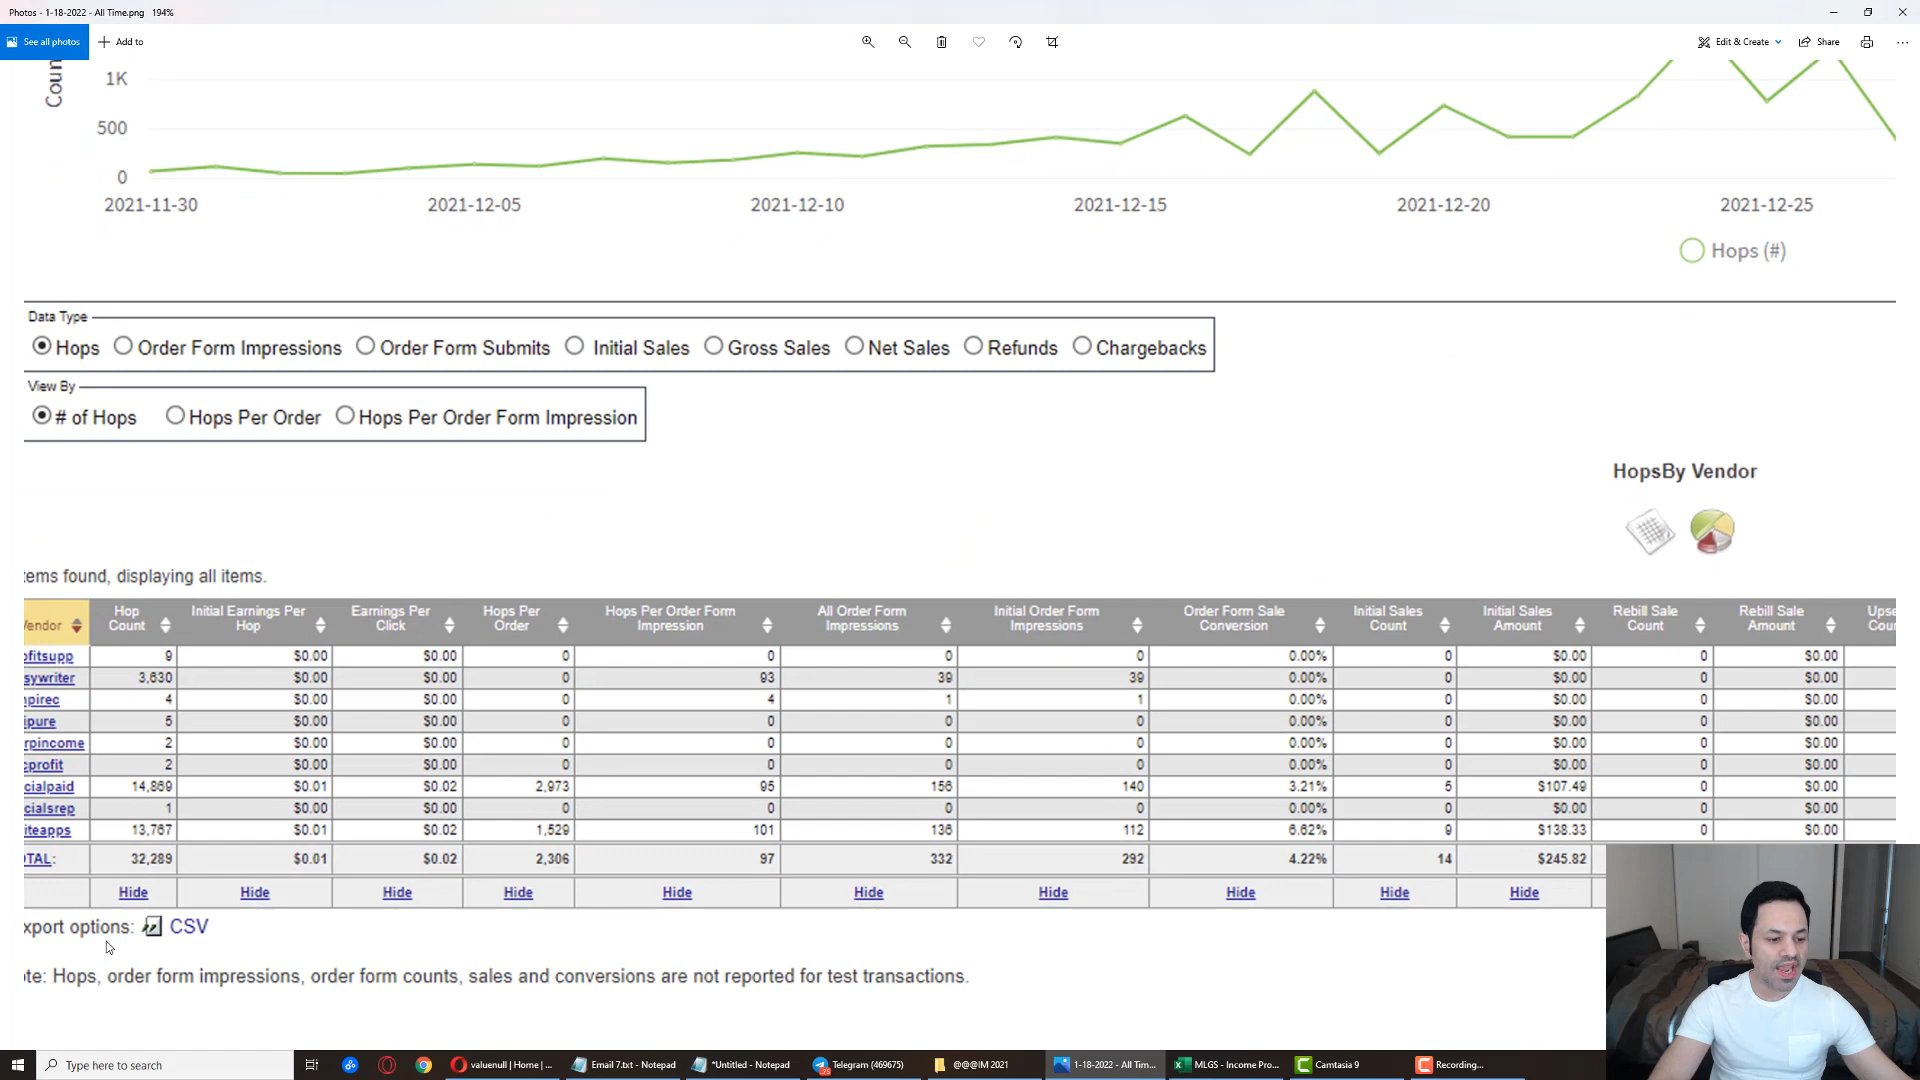 Photos - 1-18-2022 - All Time.png 194%
See all photos
Add to
Edit & Create
Share
Coun
1K
500
0
2021-11-30
2021-12-05
2021-12-10
2021-12-15
2021-12-20
2021-12-25
Hops (#)
Data Type
Hops Order Form Impressions Order Form Submits Initial Sales Gross Sales Net Sales Refunds Chargebacks
View By
# of Hops Hops Per Order Hops Per Order Form Impression
HopsBy Vendor
tems found, displaying all items.
Vendor Hop Count Initial Earnings Per Hop Earnings Per Click Hops Per Order Hops Per Order Form Impression All Order Form Impressions Initial Order Form Impressions Order Form Sale Conversion Initial Sales Count Initial Sales Amount Rebill Sale Count Rebill Sale Amount Upse Coun
ofitsupp 9 $0.00 $0.00 0 0 0 0 0.00% 0 $0.00 0 $0.00
sywriter 3,630 $0.00 $0.00 0 93 39 39 0.00% 0 $0.00 0 $0.00
npirec 4 $0.00 $0.00 0 4 1 1 0.00% 0 $0.00 0 $0.00
ipure 5 $0.00 $0.00 0 0 0 0 0.00% 0 $0.00 0 $0.00
rpincome 2 $0.00 $0.00 0 0 0 0 0.00% 0 $0.00 0 $0.00
cprofit 2 $0.00 $0.00 0 0 0 0 0.00% 0 $0.00 0 $0.00
cialpaid 14,869 $0.01 $0.02 2,973 95 156 140 3.21% 5 $107.49 0 $0.00
cialsrep 1 $0.00 $0.00 0 0 0 0 0.00% 0 $0.00 0 $0.00
iteapps 13,767 $0.01 $0.02 1,529 101 136 112 6.62% 9 $138.33 0 $0.00
OTAL: 32,289 $0.01 $0.02 2,306 97 332 292 4.22% 14 $245.82
Hide Hide Hide Hide Hide Hide Hide Hide Hide Hide
xport options: CSV
ote: Hops, order form impressions, order form counts, sales and conversions are not reported for test transactions.
Type here to search
valuenull | Home | ...
Email 7.txt - Notepad
*Untitled - Notepad
Telegram (469675)
@@@IM 2021
1-18-2022 - All Tim...
MLGS - Income Pro...
Camtasia 9
Recording...